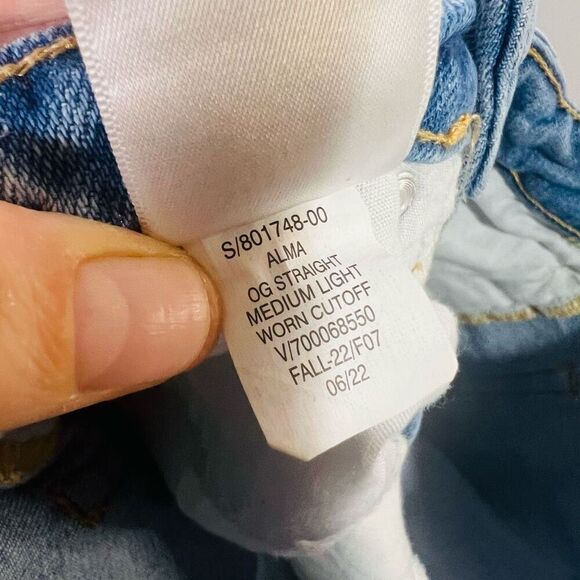 S/801748-00
ALMA
OG STRAIGHT
MEDIUM LIGHT
WORN CUTOFF
V/700068550
FALL-22/F07
06/22